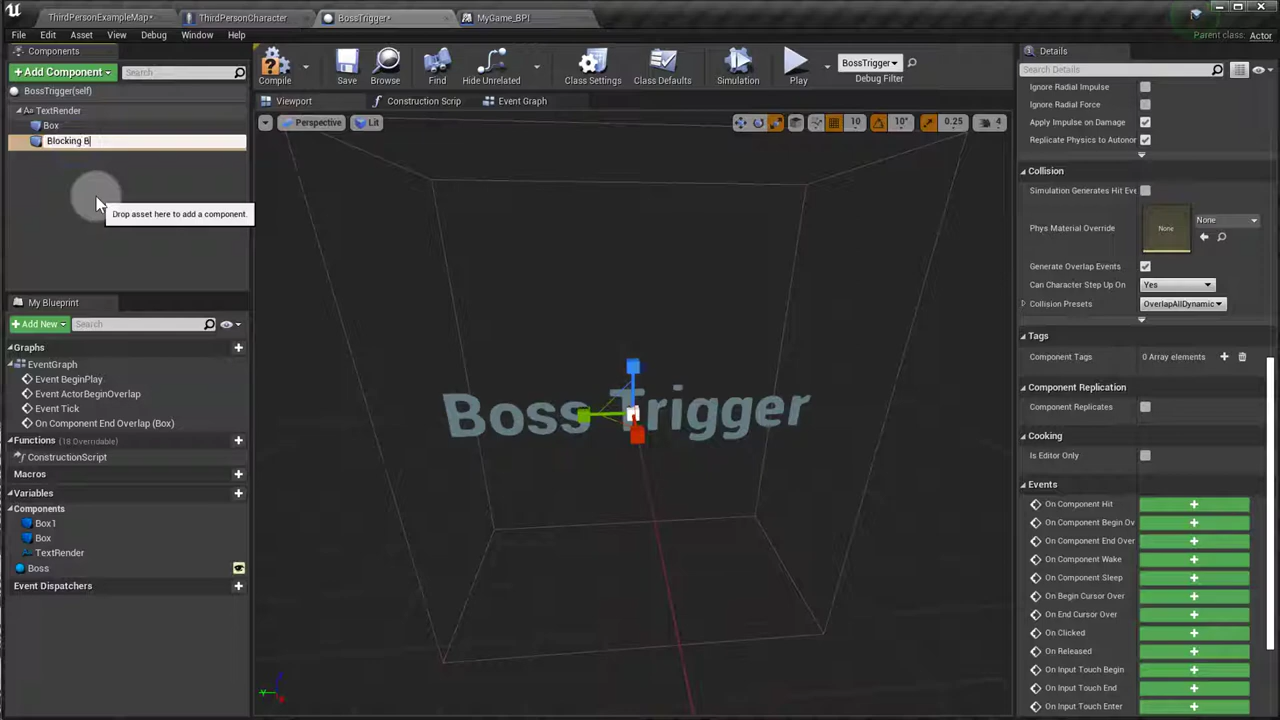 ThirdPersonExampleMap*
ThirdPersonCharacter
BossTrigger*
MyGame_BPI
File Edit Asset View Debug Window Help
Parent class: Actor
Components
+ Add Component
Search
BossTrigger(self)
TextRender
Box
Blocking B
Drop asset here to add a component.
My Blueprint
+ Add New
Search
Graphs
EventGraph
Event BeginPlay
Event ActorBeginOverlap
Event Tick
On Component End Overlap (Box)
Functions (18 Overridable)
ConstructionScript
Macros
Variables
Components
Box1
Box
TextRender
Boss
Event Dispatchers
Compile
Save
Browse
Find
Hide Unrelated
Class Settings
Class Defaults
Simulation
Play
BossTrigger
Debug Filter
Viewport
Construction Scrip
Event Graph
Perspective
Lit
10
10°
0.25
4
Boss Trigger
Details
Search Details
Ignore Radial Impulse
Ignore Radial Force
Apply Impulse on Damage
Replicate Physics to Autonor
Collision
Simulation Generates Hit Eve
Phys Material Override
None
None
Generate Overlap Events
Can Character Step Up On
Yes
Collision Presets
OverlapAllDynamic
Tags
Component Tags
0 Array elements
Component Replication
Component Replicates
Cooking
Is Editor Only
Events
On Component Hit
On Component Begin Ov
On Component End Over
On Component Wake
On Component Sleep
On Begin Cursor Over
On End Cursor Over
On Clicked
On Released
On Input Touch Begin
On Input Touch End
On Input Touch Enter